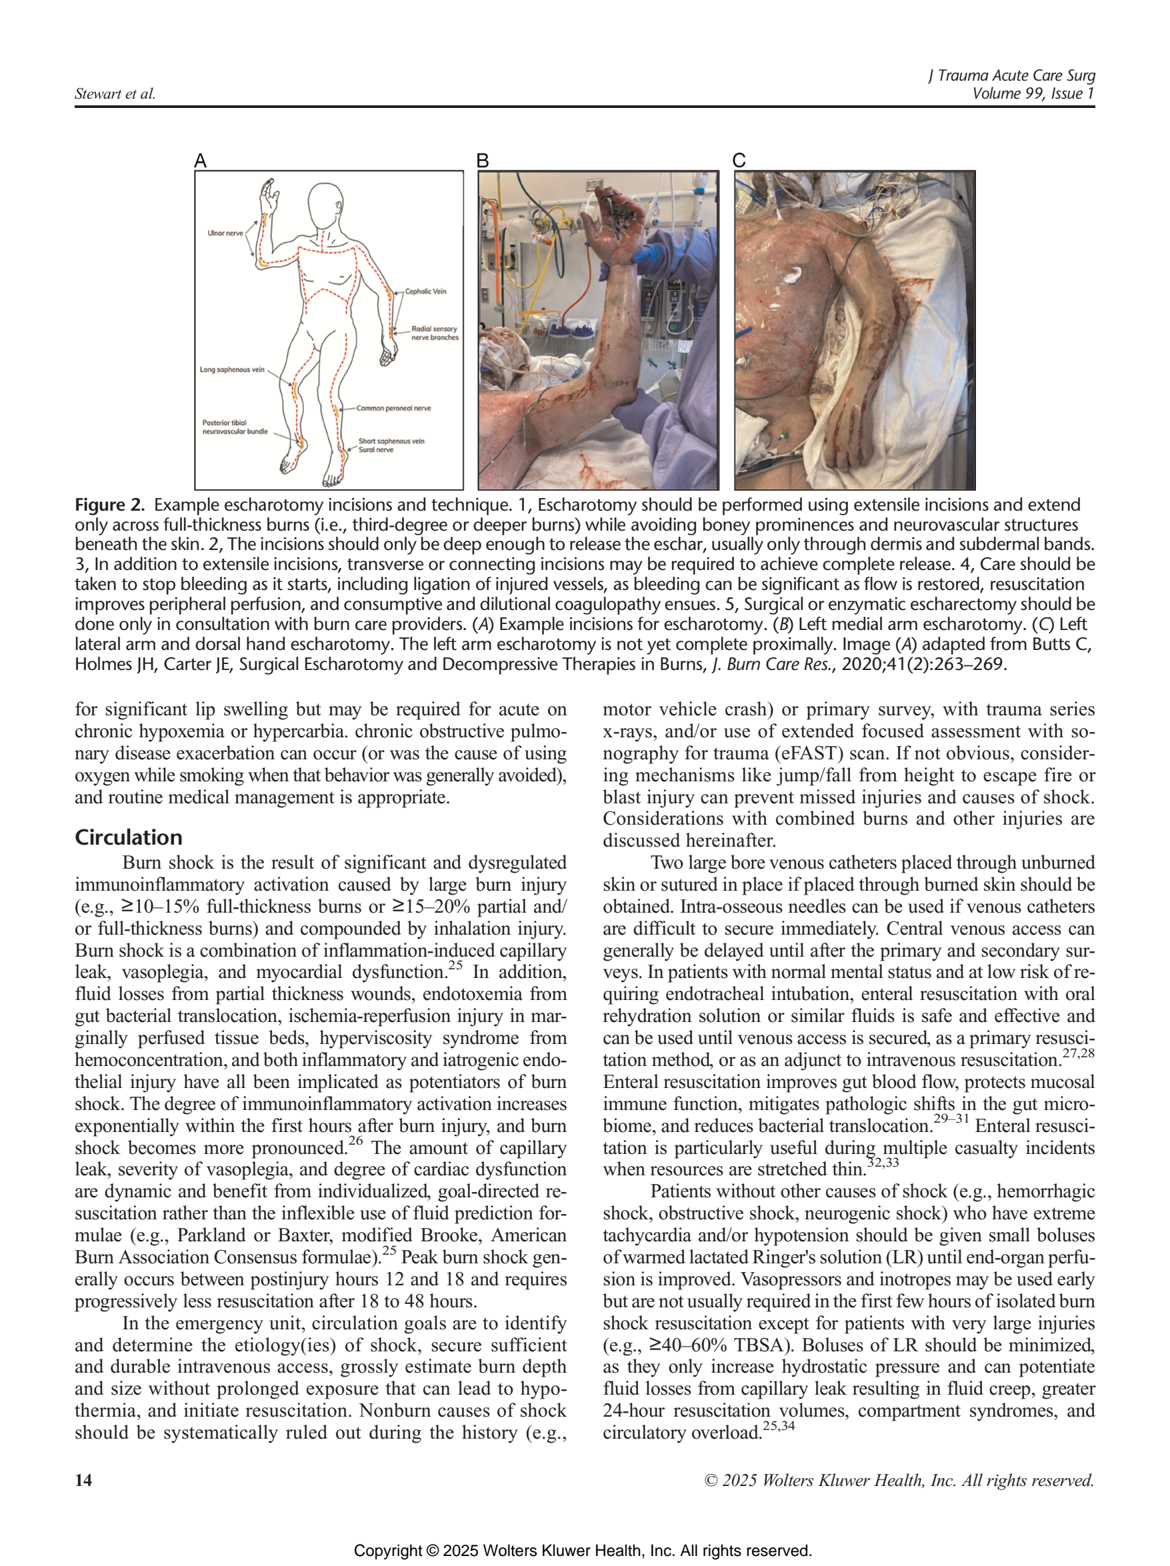 Stewart et al.
J Trauma Acute Care Surg
Volume 99, Issue 1
A
B
C
Ulnar nerve
Cephalic Vein
Radial sensory
nerve branches
Long saphenous vein
Common peroneal nerve
Posterior tibial
neurovascular bundle
Short saphenous vein
Sural nerve
Figure 2. Example escharotomy incisions and technique. 1, Escharotomy should be performed using extensile incisions and extend
only across full-thickness burns (i.e., third-degree or deeper burns) while avoiding boney prominences and neurovascular structures
beneath the skin. 2, The incisions should only be deep enough to release the eschar, usually only through dermis and subdermal bands.
3, In addition to extensile incisions, transverse or connecting incisions may be required to achieve complete release. 4, Care should be
taken to stop bleeding as it starts, including ligation of injured vessels, as bleeding can be significant as flow is restored, resuscitation
improves peripheral perfusion, and consumptive and dilutional coagulopathy ensues. 5, Surgical or enzymatic escharectomy should be
done only in consultation with burn care providers. (A) Example incisions for escharotomy. (B) Left medial arm escharotomy. (C) Left
lateral arm and dorsal hand escharotomy. The left arm escharotomy is not yet complete proximally. Image (A) adapted from Butts C,
Holmes JH, Carter JE, Surgical Escharotomy and Decompressive Therapies in Burns, J. Burn Care Res., 2020;41(2):263–269.
for significant lip swelling but may be required for acute on
chronic hypoxemia or hypercarbia. chronic obstructive pulmo-
nary disease exacerbation can occur (or was the cause of using
oxygen while smoking when that behavior was generally avoided),
and routine medical management is appropriate.
Circulation
Burn shock is the result of significant and dysregulated
immunoinflammatory activation caused by large burn injury
(e.g., ≥10–15% full-thickness burns or ≥15–20% partial and/
or full-thickness burns) and compounded by inhalation injury.
Burn shock is a combination of inflammation-induced capillary
leak, vasoplegia, and myocardial dysfunction.25 In addition,
fluid losses from partial thickness wounds, endotoxemia from
gut bacterial translocation, ischemia-reperfusion injury in mar-
ginally perfused tissue beds, hyperviscosity syndrome from
hemoconcentration, and both inflammatory and iatrogenic endo-
thelial injury have all been implicated as potentiators of burn
shock. The degree of immunoinflammatory activation increases
exponentially within the first hours after burn injury, and burn
shock becomes more pronounced.26 The amount of capillary
leak, severity of vasoplegia, and degree of cardiac dysfunction
are dynamic and benefit from individualized, goal-directed re-
suscitation rather than the inflexible use of fluid prediction for-
mulae (e.g., Parkland or Baxter, modified Brooke, American
Burn Association Consensus formulae).25 Peak burn shock gen-
erally occurs between postinjury hours 12 and 18 and requires
progressively less resuscitation after 18 to 48 hours.
In the emergency unit, circulation goals are to identify
and determine the etiology(ies) of shock, secure sufficient
and durable intravenous access, grossly estimate burn depth
and size without prolonged exposure that can lead to hypo-
thermia, and initiate resuscitation. Nonburn causes of shock
should be systematically ruled out during the history (e.g.,
motor vehicle crash) or primary survey, with trauma series
x-rays, and/or use of extended focused assessment with so-
nography for trauma (eFAST) scan. If not obvious, consider-
ing mechanisms like jump/fall from height to escape fire or
blast injury can prevent missed injuries and causes of shock.
Considerations with combined burns and other injuries are
discussed hereinafter.
Two large bore venous catheters placed through unburned
skin or sutured in place if placed through burned skin should be
obtained. Intra-osseous needles can be used if venous catheters
are difficult to secure immediately. Central venous access can
generally be delayed until after the primary and secondary sur-
veys. In patients with normal mental status and at low risk of re-
quiring endotracheal intubation, enteral resuscitation with oral
rehydration solution or similar fluids is safe and effective and
can be used until venous access is secured, as a primary resusci-
tation method, or as an adjunct to intravenous resuscitation.27,28
Enteral resuscitation improves gut blood flow, protects mucosal
immune function, mitigates pathologic shifts in the gut micro-
biome, and reduces bacterial translocation.29–31 Enteral resusci-
tation is particularly useful during multiple casualty incidents
when resources are stretched thin.32,33
Patients without other causes of shock (e.g., hemorrhagic
shock, obstructive shock, neurogenic shock) who have extreme
tachycardia and/or hypotension should be given small boluses
of warmed lactated Ringer's solution (LR) until end-organ perfu-
sion is improved. Vasopressors and inotropes may be used early
but are not usually required in the first few hours of isolated burn
shock resuscitation except for patients with very large injuries
(e.g., ≥40–60% TBSA). Boluses of LR should be minimized,
as they only increase hydrostatic pressure and can potentiate
fluid losses from capillary leak resulting in fluid creep, greater
24-hour resuscitation volumes, compartment syndromes, and
circulatory overload.25,34
14
© 2025 Wolters Kluwer Health, Inc. All rights reserved.
Copyright © 2025 Wolters Kluwer Health, Inc. All rights reserved.